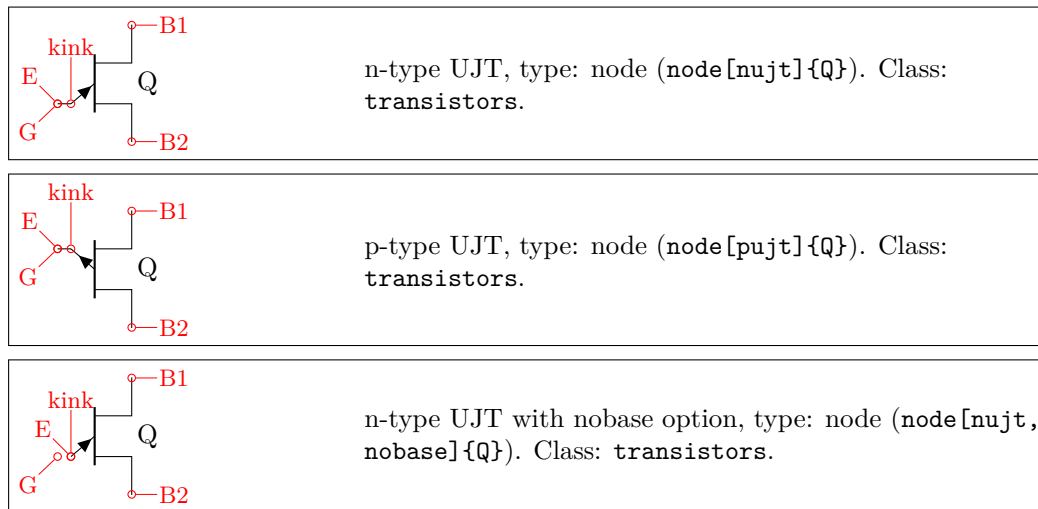 B1
kink
E
Q
G
B2
n-type UJT, type: node (node[nujt]{Q}). Class:
transistors.
kink
B1
E
G
Q
B2
p-type UJT, type: node (node[pujt]{Q}). Class:
transistors.
B1
kink
E
Q
G
B2
n-type UJT with nobase option, type: node (node[nujt,
nobase]{Q}). Class: transistors.